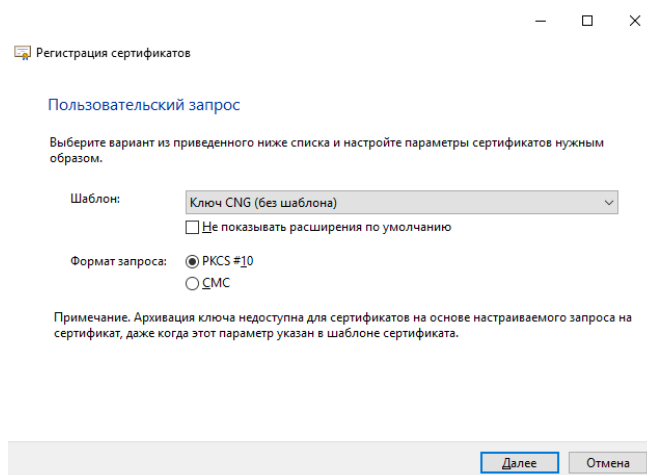 Регистрация сертификатов
Пользовательский запрос
Выберите вариант из приведенного ниже списка и настройте параметры сертификатов нужным
образом.
Шаблон:
Ключ CNG (без шаблона)
Не показывать расширения по умолчанию
Формат запроса:
PKCS #10
CMC
Примечание. Архивация ключа недоступна для сертификатов на основе настраиваемого запроса на
сертификат, даже когда этот параметр указан в шаблоне сертификата.
Далее
Отмена